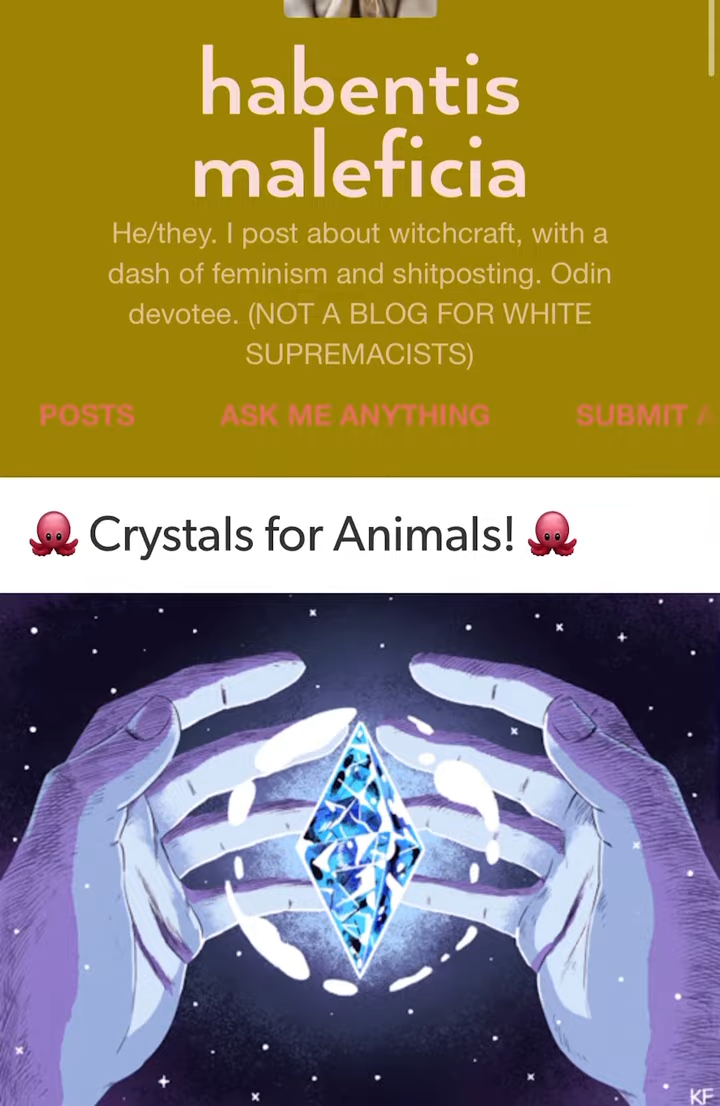 habentis
maleficia
He/they. I post about witchcraft, with a
dash of feminism and shitposting. Odin
devotee. (NOT A BLOG FOR WHITE
SUPREMACISTS)
POSTS ASK ME ANYTHING SUBMIT A
🐙 Crystals for Animals! 🐙
KF